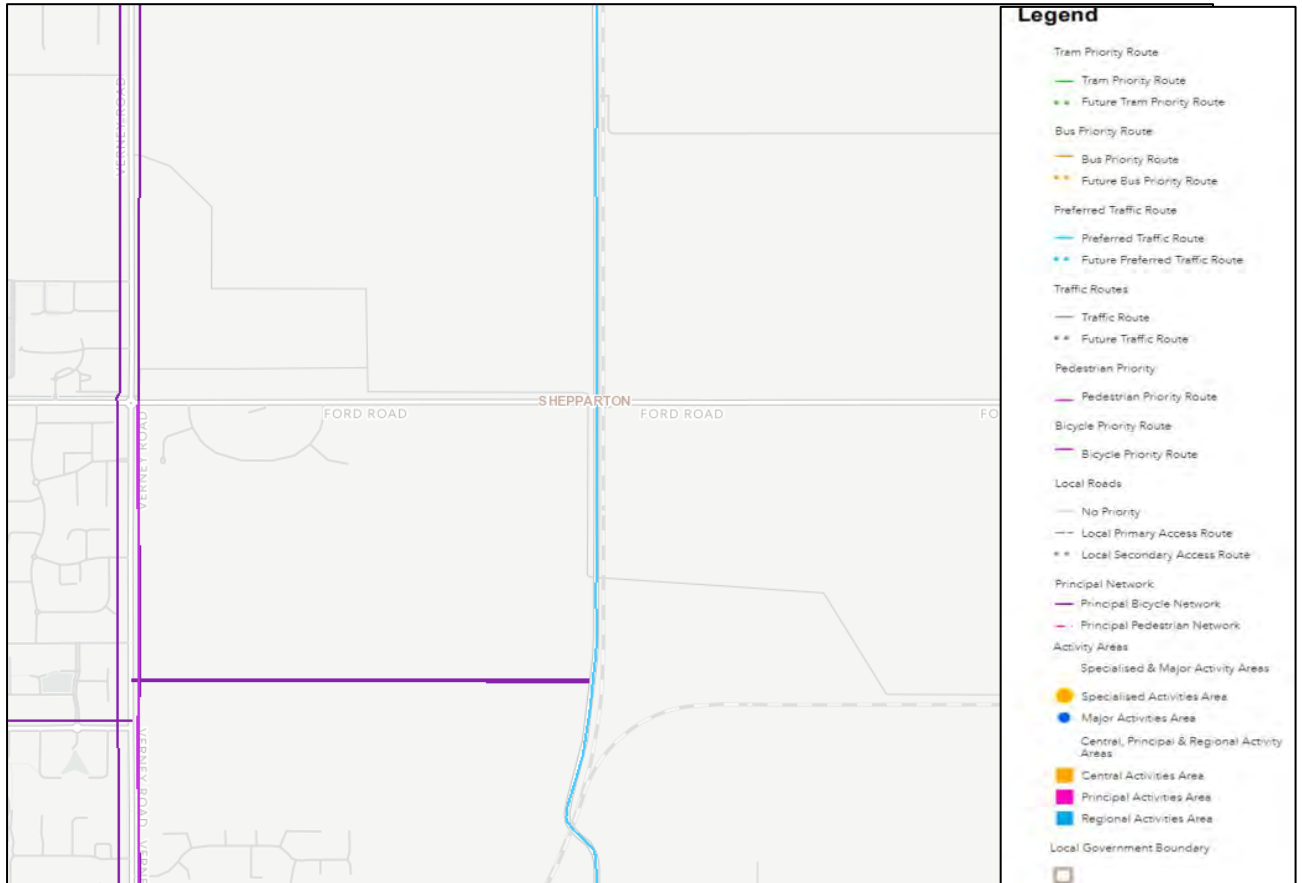 VERNEY ROAD
SHEPPARTON
FORD ROAD
FORD ROAD
FO
VERNEY ROAD
VERNEY ROAD
VERNE
Legend
Tram Priority Route
Tram Priority Route
Future Tram Priority Route
Bus Priority Route
Bus Priority Route
Future Bus Priority Route
Preferred Traffic Route
Preferred Traffic Route
Future Preferred Traffic Route
Traffic Routes
Traffic Route
Future Traffic Route
Pedestrian Priority
Pedestrian Priority Route
Bicycle Priority Route
Bicycle Priority Route
Local Roads
No Priority
Local Primary Access Route
Local Secondary Access Route
Principal Network
Principal Bicycle Network
Principal Pedestrian Network
Activity Areas
Specialised & Major Activity Areas
Specialised Activities Area
Major Activities Area
Central, Principal & Regional Activity
Areas
Central Activities Area
Principal Activities Area
Regional Activities Area
Local Government Boundary